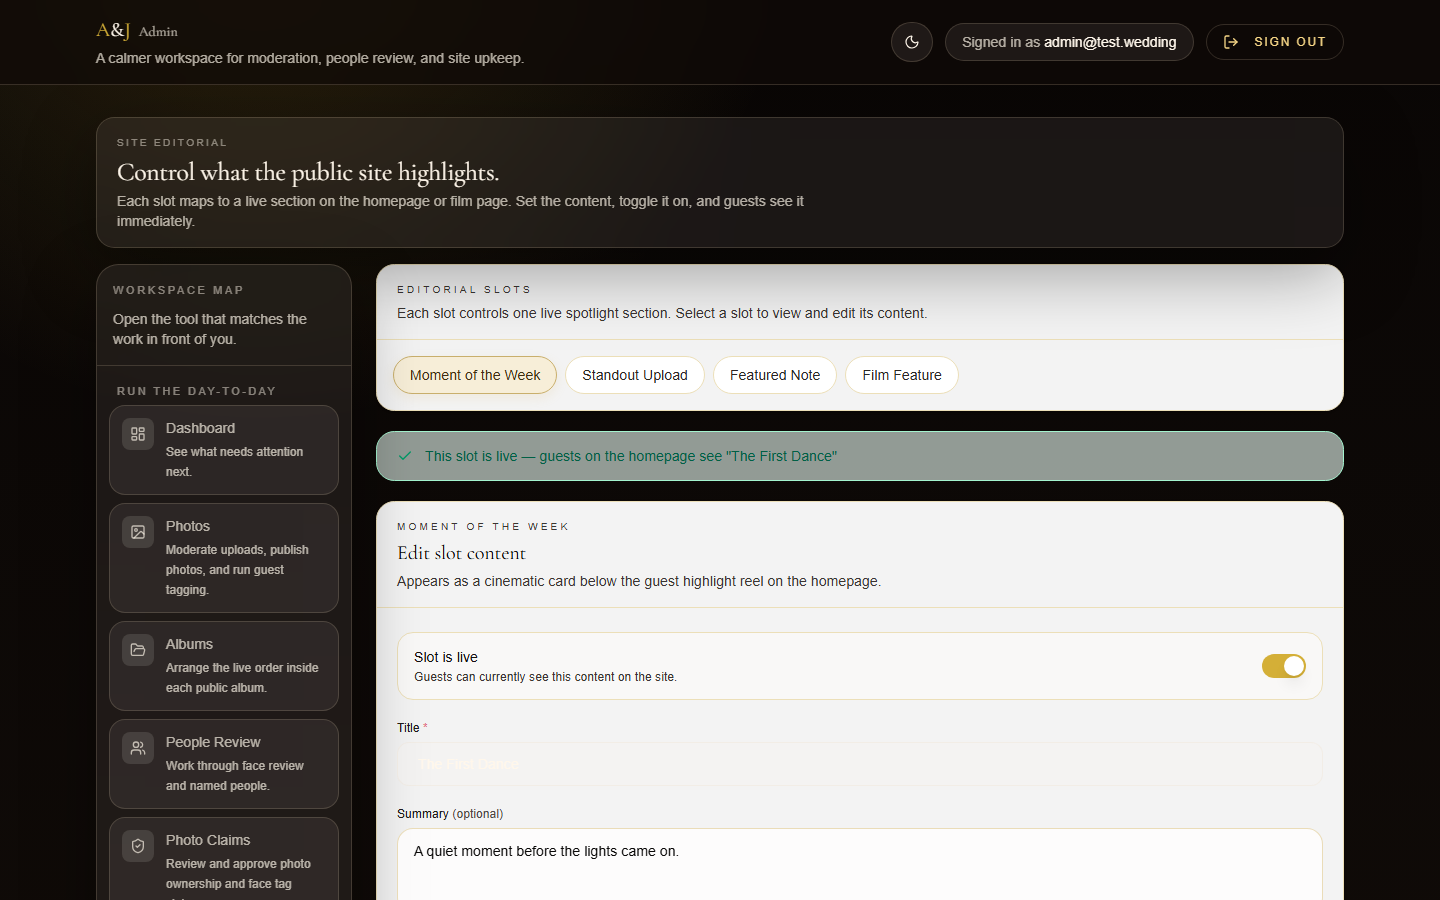 A&J Admin
A calmer workspace for moderation, people review, and site upkeep.
Signed in as admin@test.wedding
SIGN OUT
SITE EDITORIAL
Control what the public site highlights.
Each slot maps to a live section on the homepage or film page. Set the content, toggle it on, and guests see it
immediately.
WORKSPACE MAP
Open the tool that matches the
work in front of you.
RUN THE DAY-TO-DAY
Dashboard
See what needs attention
next.
Photos
Moderate uploads, publish
photos, and run guest
tagging.
Albums
Arrange the live order inside
each public album.
People Review
Work through face review
and named people.
Photo Claims
Review and approve photo
ownership and face tag
EDITORIAL SLOTS
Each slot controls one live spotlight section. Select a slot to view and edit its content.
Moment of the Week
Standout Upload
Featured Note
Film Feature
This slot is live — guests on the homepage see "The First Dance"
MOMENT OF THE WEEK
Edit slot content
Appears as a cinematic card below the guest highlight reel on the homepage.
Slot is live
Guests can currently see this content on the site.
Title *
The First Dance
Summary (optional)
A quiet moment before the lights came on.